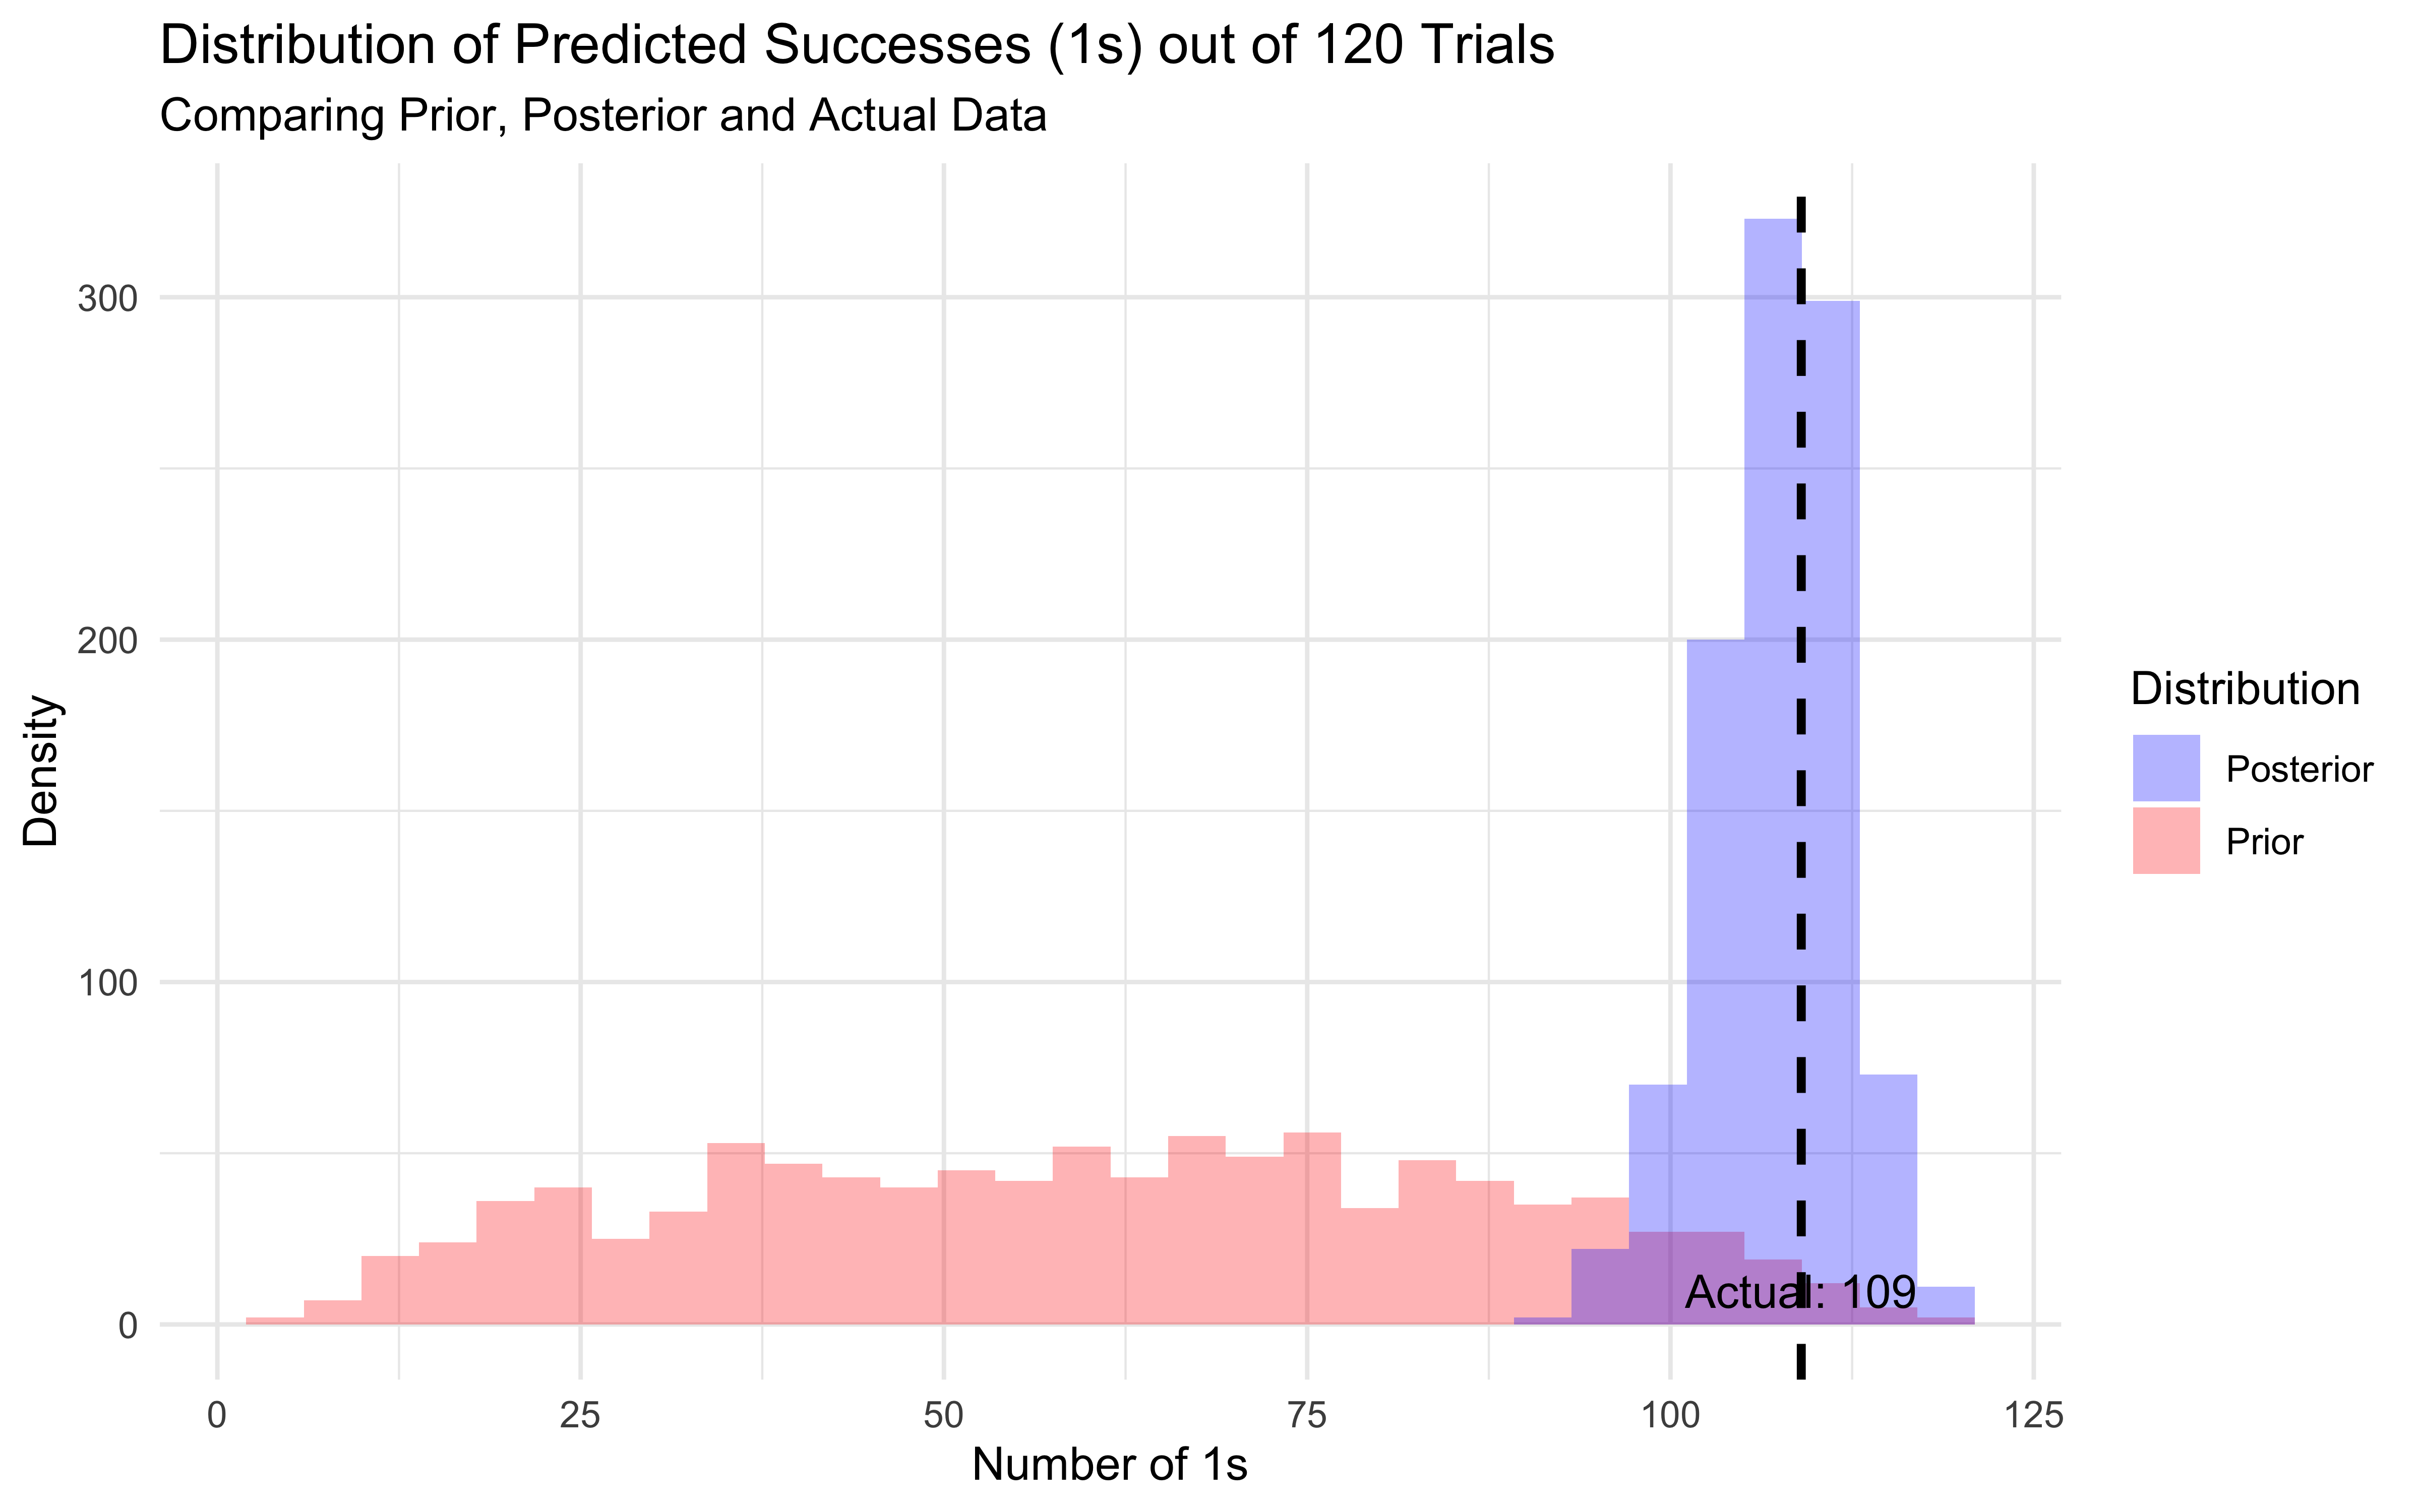 Distribution of Predicted Successes (1s) out of 120 Trials
Comparing Prior, Posterior and Actual Data
Density
300
200
100
0
Actual: 109
0 25 50 75 100 125
Number of 1s
Distribution
Posterior
Prior